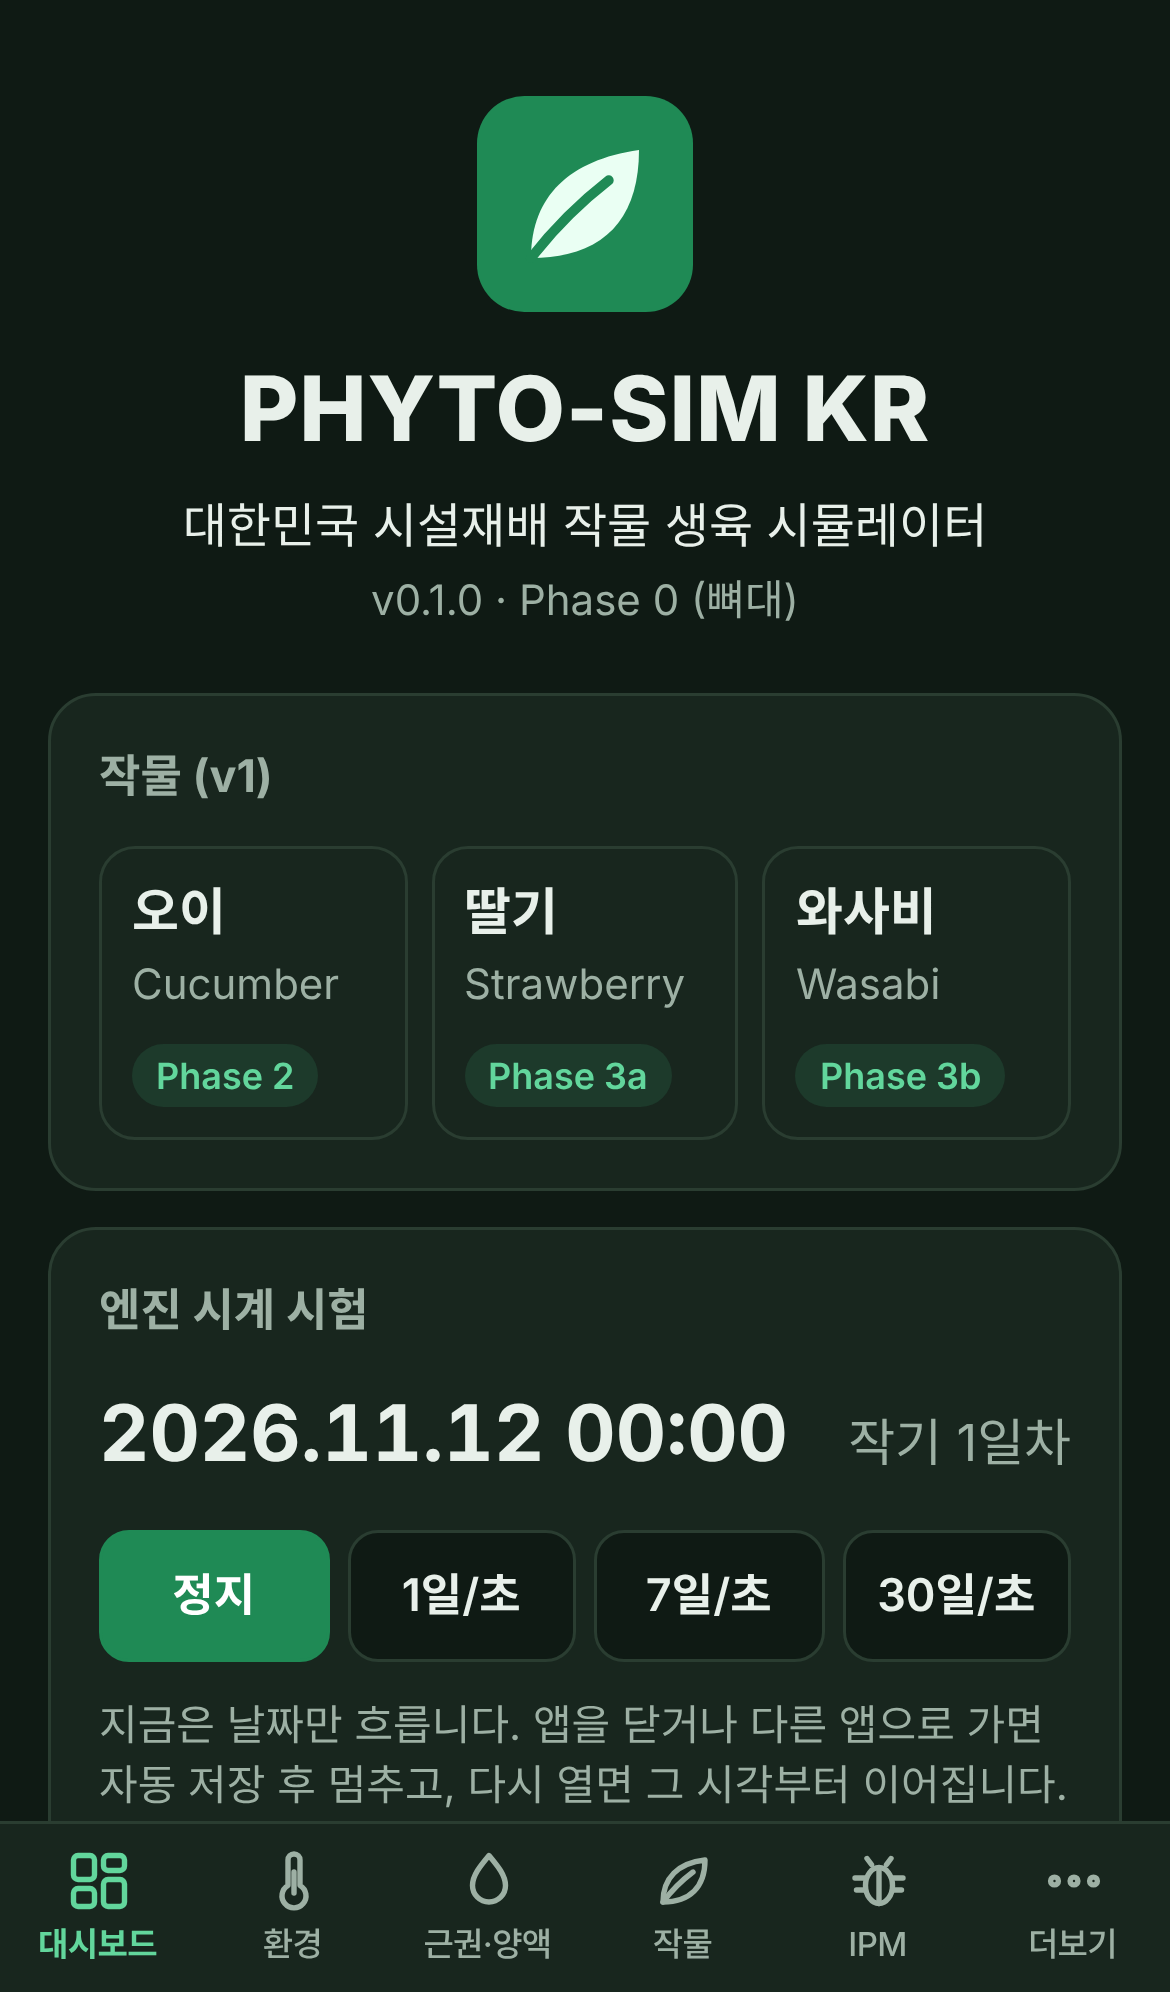 PHYTO-SIM KR
대한민국 시설재배 작물 생육 시뮬레이터
v0.1.0 · Phase 0 (뼈대)
작물 (v1)
오이
Cucumber
Phase 2
딸기
Strawberry
Phase 3a
와사비
Wasabi
Phase 3b
엔진 시계 시험
2026.11.12 00:00 작기 1일차
정지 1일/초 7일/초 30일/초
지금은 날짜만 흐릅니다. 앱을 닫거나 다른 앱으로 가면
자동 저장 후 멈추고, 다시 열면 그 시각부터 이어집니다.
대시보드 환경 근권·양액 작물 IPM 더보기